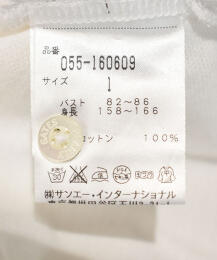 品番
055-160609
サイズ
1
バスト 82~86
身長 158~166
コットン 100%
㈱サンエー・インターナショナル